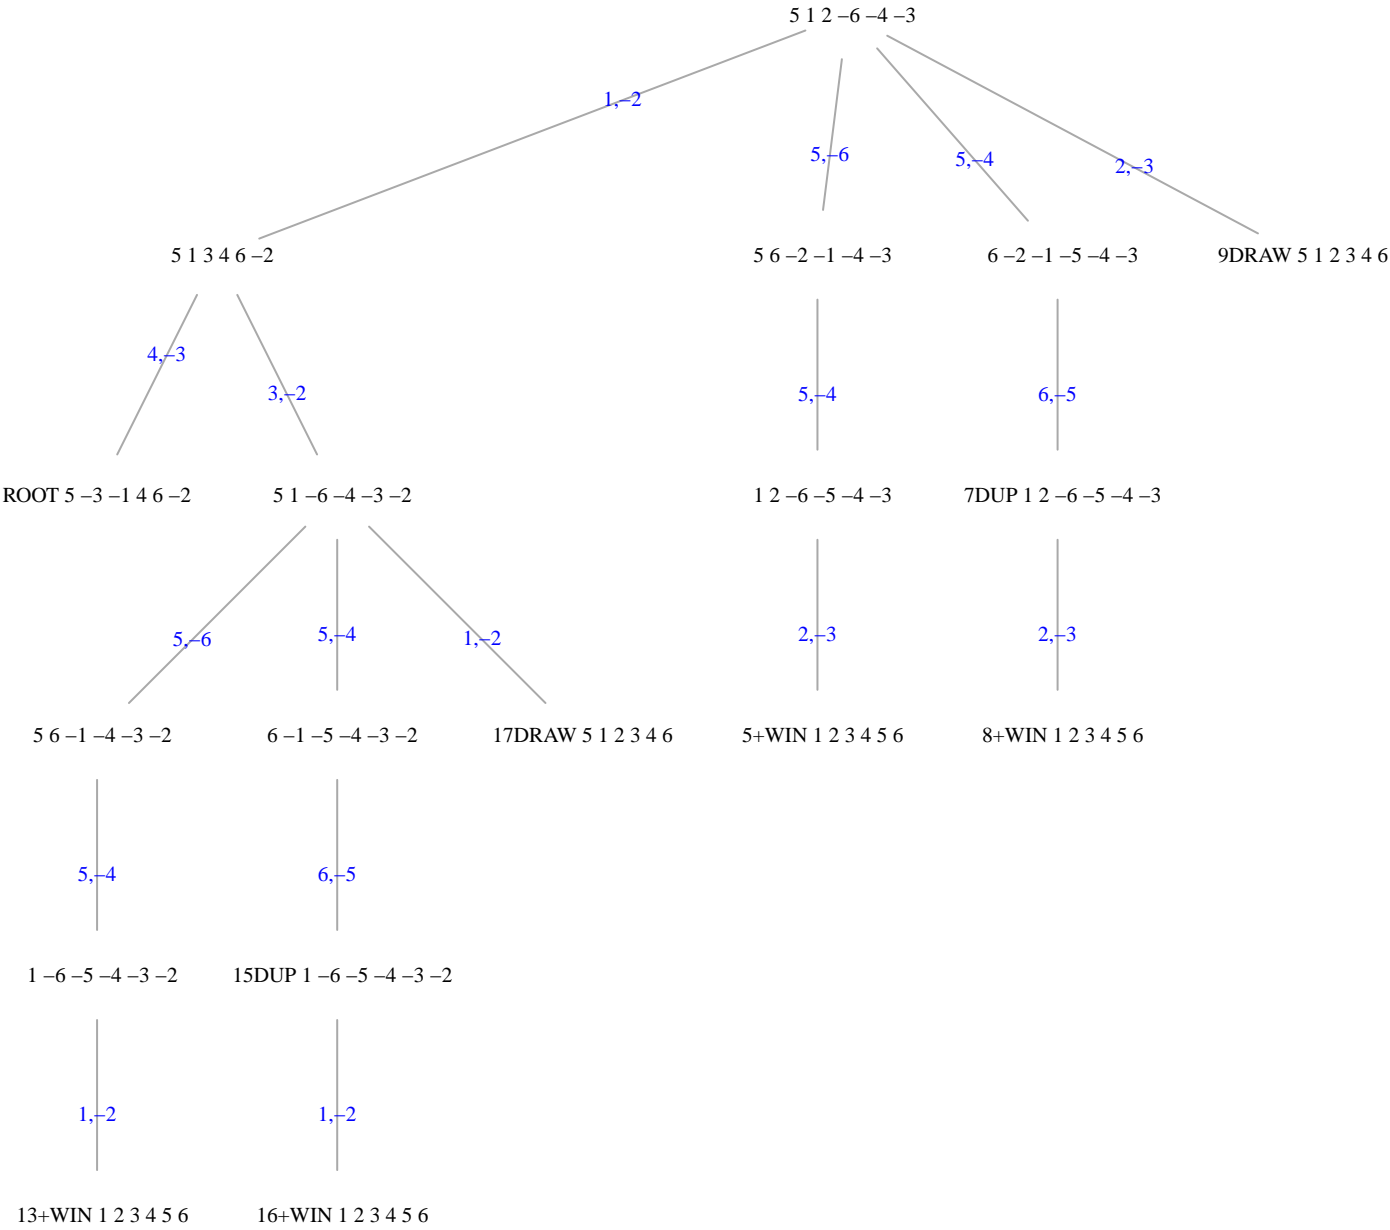 5 1 2 –6 –4 –3
1,–2
5,–6
5,–4
2,–3
5 1 3 4 6 –2
5 6 –2 –1 –4 –3
6 –2 –1 –5 –4 –3
9DRAW 5 1 2 3 4 6
4,–3
3,–2
5,–4
6,–5
ROOT 5 –3 –1 4 6 –2
5 1 –6 –4 –3 –2
1 2 –6 –5 –4 –3
7DUP 1 2 –6 –5 –4 –3
5,–6
5,–4
1,–2
2,–3
2,–3
5 6 –1 –4 –3 –2
6 –1 –5 –4 –3 –2
17DRAW 5 1 2 3 4 6
5+WIN 1 2 3 4 5 6
8+WIN 1 2 3 4 5 6
5,–4
6,–5
1 –6 –5 –4 –3 –2
15DUP 1 –6 –5 –4 –3 –2
1,–2
1,–2
13+WIN 1 2 3 4 5 6
16+WIN 1 2 3 4 5 6